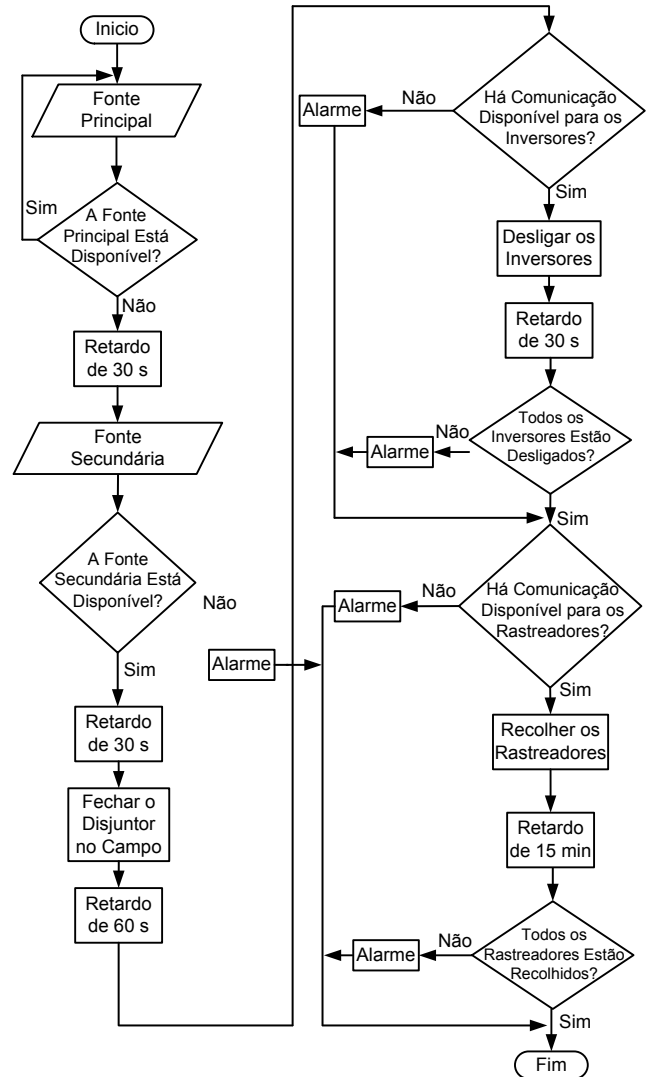 Inicio
Fonte
Principal
Sim
A Fonte
Principal Está
Disponível?
Não
Retardo
de 30 s
Fonte
Secundária
A Fonte
Secundária Está
Disponível?
Não
Alarme
Sim
Retardo
de 30 s
Fechar o
Disjuntor
no Campo
Retardo
de 60 s
Há Comunicação
Disponível para os
Inversores?
Não
Alarme
Sim
Desligar os
Inversores
Retardo
de 30 s
Todos os
Inversores Estão
Desligados?
Não
Alarme
Sim
Há Comunicação
Disponível para os
Rastreadores?
Não
Alarme
Sim
Recolher os
Rastreadores
Retardo
de 15 min
Todos os
Rastreadores Estão
Recolhidos?
Não
Alarme
Sim
Fim